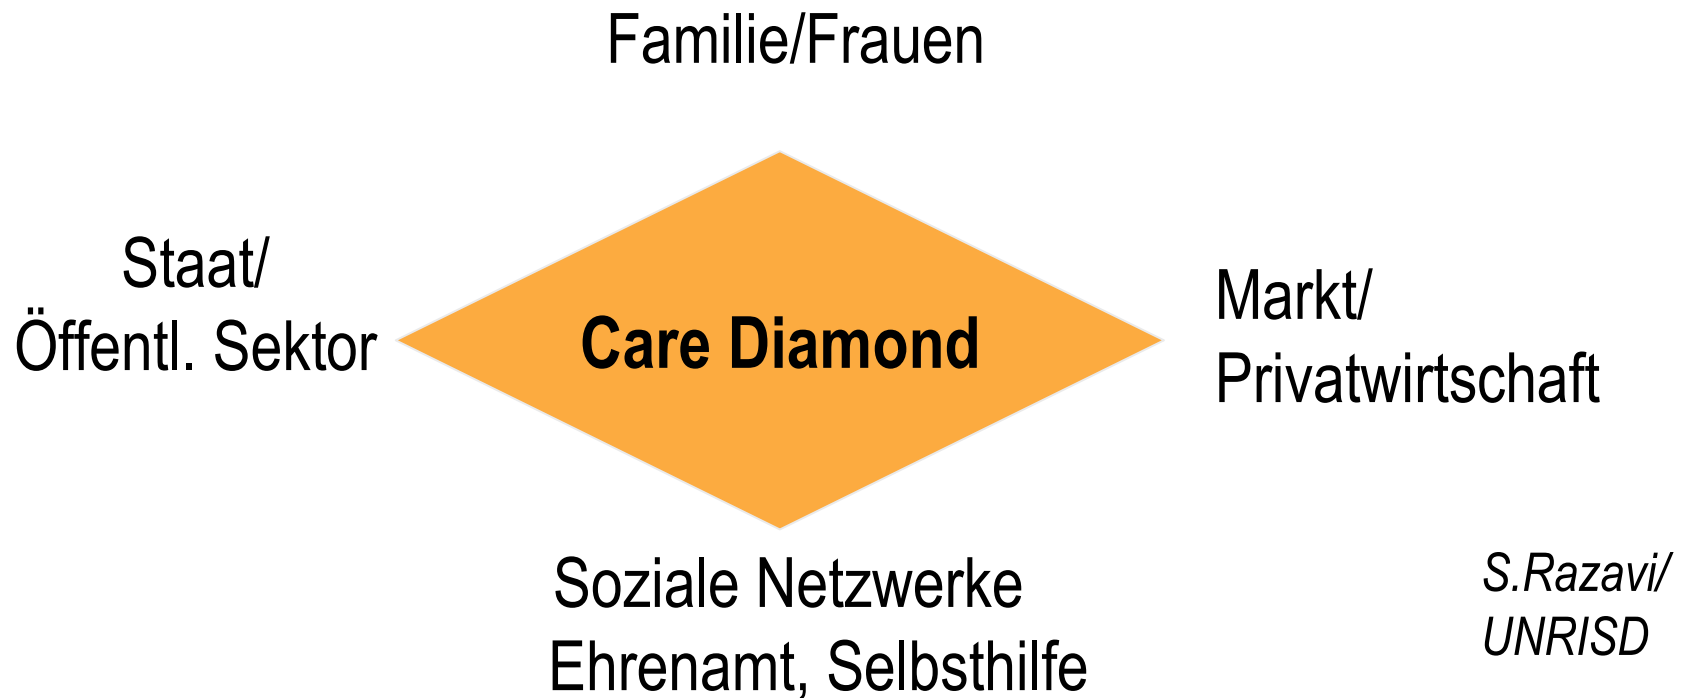 Familie/Frauen
Staat/
Öffentl. Sektor
Care Diamond
Markt/
Privatwirtschaft
Soziale Netzwerke
Ehrenamt, Selbsthilfe
S.Razavi/
UNRISD